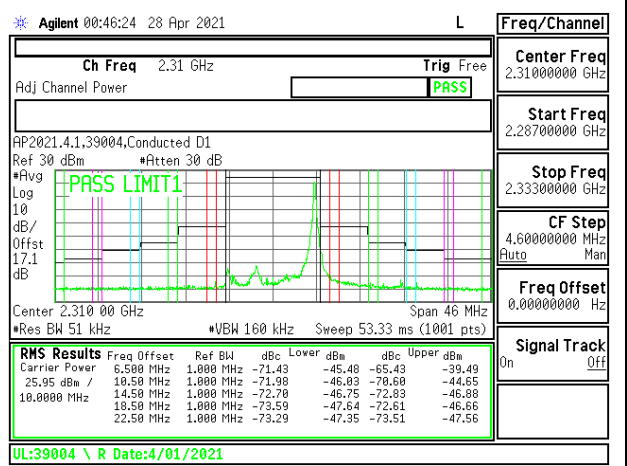 Agilent 00:46:24 28 Apr 2021 L Freq/Channel
Ch Freq 2.31 GHz Trig Free
Adj Channel Power PASS
Center Freq
2.31000000 GHz
Start Freq
2.28700000 GHz
Stop Freq
2.33300000 GHz
CF Step
4.60000000 MHz
Auto Man
Freq Offset
0.00000000 Hz
Signal Track
On Off
AP2021.4.1,39004,Conducted D1
Ref 30 dBm #Atten 30 dB
#Avg
Log
10
dB/
Offst
17.1
dB
PASS LIMIT1
Center 2.310 00 GHz Span 46 MHz
#Res BW 51 kHz #VBW 160 kHz Sweep 53.33 ms (1001 pts)
RMS Results Freq Offset Ref BW dBc Lower dBm dBc Upper dBm
Carrier Power 6.500 MHz 1.000 MHz -71.43 -45.48 -65.43 -39.49
25.95 dBm / 10.50 MHz 1.000 MHz -71.98 -46.03 -70.60 -44.65
10.0000 MHz 14.50 MHz 1.000 MHz -72.70 -46.75 -72.83 -46.88
18.50 MHz 1.000 MHz -73.59 -47.64 -72.61 -46.66
22.50 MHz 1.000 MHz -73.29 -47.35 -73.51 -47.56
UL:39004 \ R Date:4/01/2021